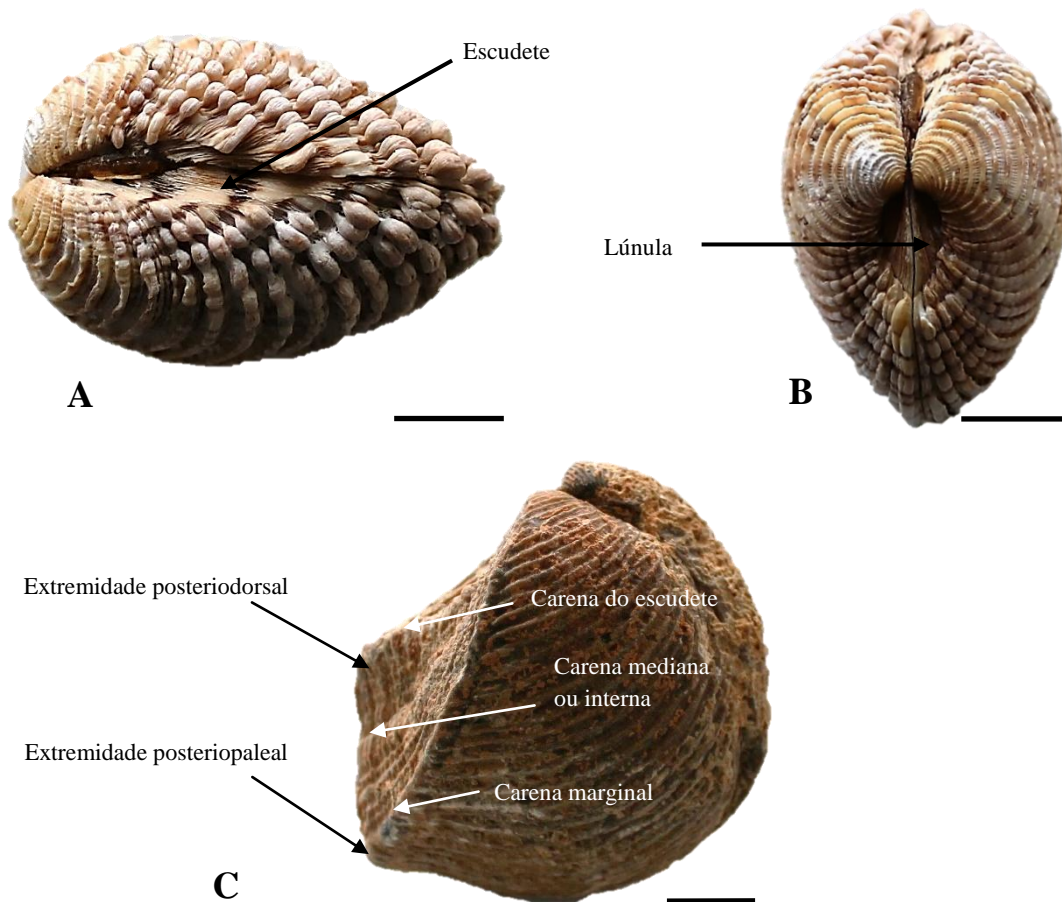 Escudete
A
Lúnula
B
Extremidade posteriodorsal
Carena do escudete
Carena mediana
ou interna
Extremidade posteriopaleal
Carena marginal
C